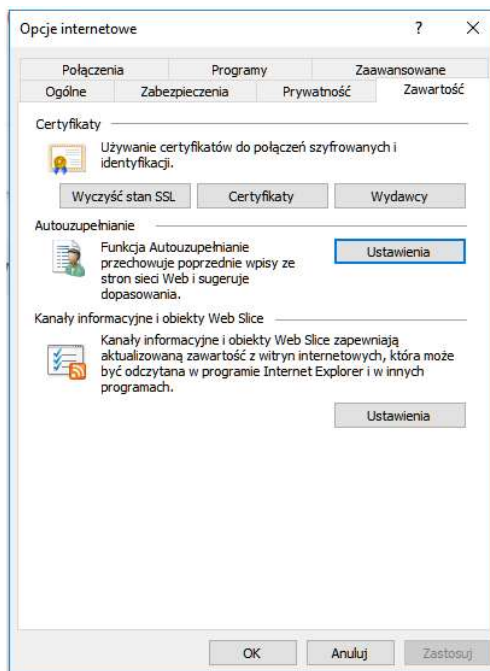 Opcje internetowe
Połączenia Programy Zaawansowane
Ogólne Zabezpieczenia Prywatność Zawartość
Certyfikaty
Używanie certyfikatów do połączeń szyfrowanych i
identyfikacji.
Wyczyść stan SSL Certyfikaty Wydawcy
Autouzupełnianie
Funkcja Autouzupełnianie
przechowuje poprzednie wpisy ze
stron sieci Web i sugeruje
dopasowania.
Ustawienia
Kanały informacyjne i obiekty Web Slice
Kanały informacyjne i obiekty Web Slice zapewniają
aktualizowaną zawartość z witryn internetowych, która może
być odczytana w programie Internet Explorer i w innych
programach.
Ustawienia
OK Anuluj Zastosuj